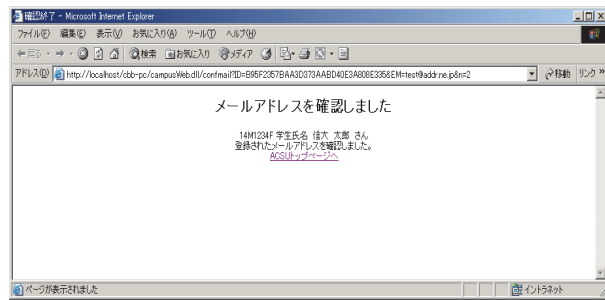 確認終了 - Microsoft Internet Explorer
ファイル(F) 編集(E) 表示(V) お気に入り(A) ツール(T) ヘルプ(H)
戻る 検索 お気に入り メディア
アドレス(D) http://localhost/cbb-pc/campusWeb.dll/confmail?ID=B95F2357BAA3D373AABD40E3A808E335&EM=test@addr.ne.jp&n=2 移動 リンク »
メールアドレスを確認しました
14M1234F 学生氏名 信大 太郎 さん
登録されたメールアドレスを確認しました。
ACSUトップページへ
ページが表示されました イントラネット